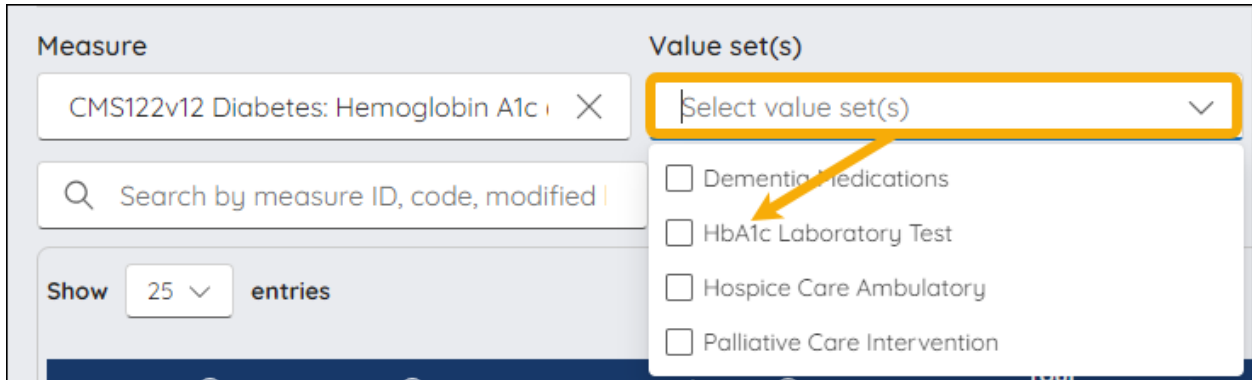 Measure
Value set(s)
CMS122v12 Diabetes: Hemoglobin A1c
Select value set(s)
Search by measure ID, code, modified
Dementia Medications
HbA1c Laboratory Test
Hospice Care Ambulatory
Palliative Care Intervention
Show 25 entries